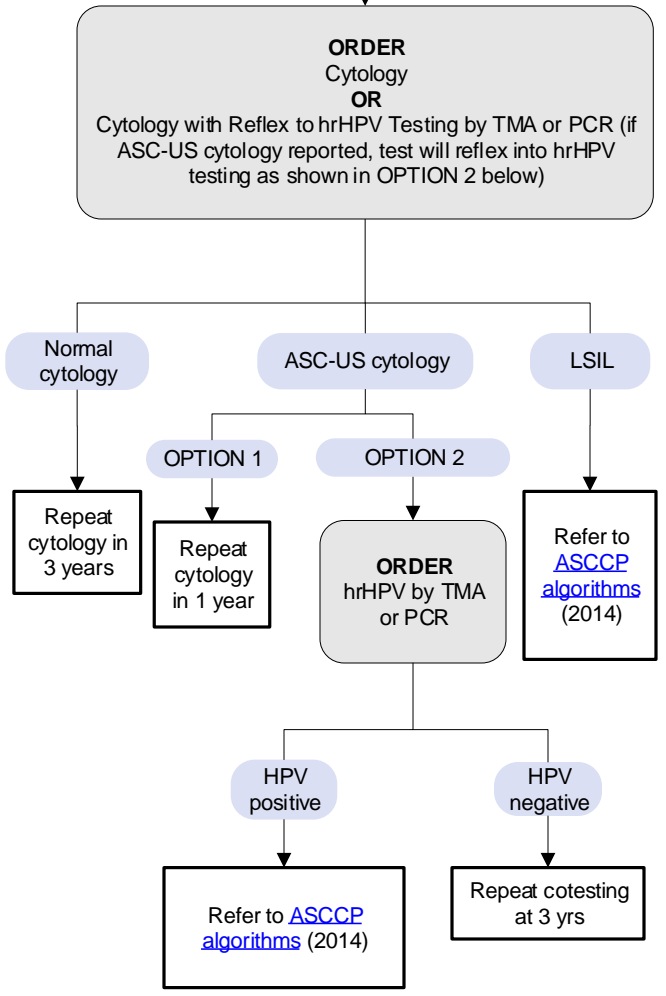 ORDER
Cytology
OR
Cytology with Reflex to hrHPV Testing by TMA or PCR (if
ASC-US cytology reported, test will reflex into hrHPV
testing as shown in OPTION 2 below)
Normal
cytology
ASC-US cytology
LSIL
OPTION 1
OPTION 2
Repeat
cytology in
3 years
Repeat
cytology
in 1 year
ORDER
hrHPV by TMA
or PCR
Refer to
ASCCP
algorithms
(2014)
HPV
positive
HPV
negative
Refer to ASCCP
algorithms (2014)
Repeat cotesting
at 3 yrs